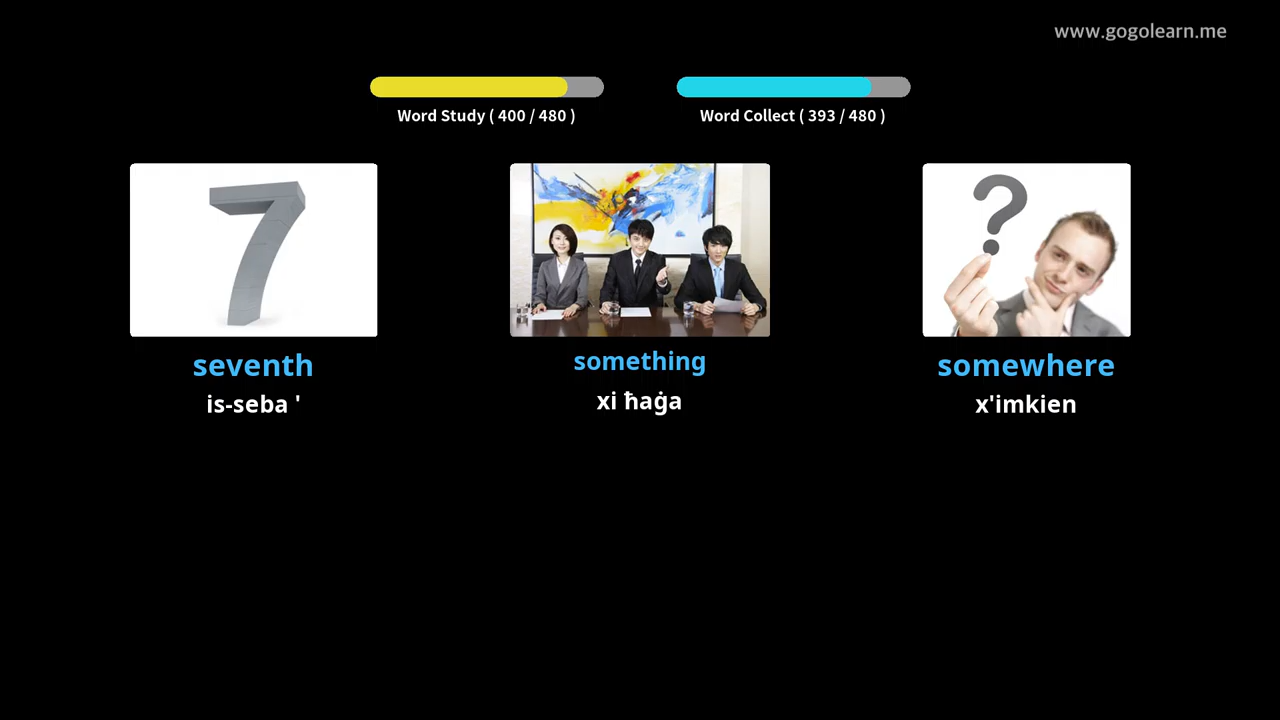 www.gogolearn.me
Word Study ( 400 / 480 )
Word Collect ( 393 / 480 )
7
?
seventh
something
somewhere
is-seba '
xi ħaġa
x'imkien